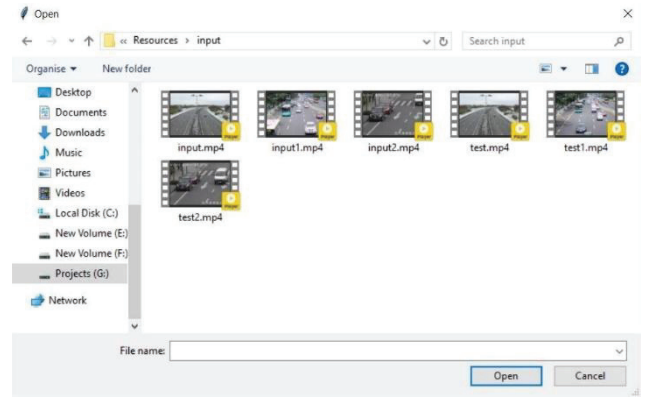 Open
« Resources › input
Search input
Organise
New folder
Desktop
Documents
Downloads
Music
Pictures
Videos
Local Disk (C:)
New Volume (E:)
New Volume (F:)
Projects (G:)
Network
input.mp4 input1.mp4 input2.mp4 test.mp4 test1.mp4
test2.mp4
File name:
Open Cancel